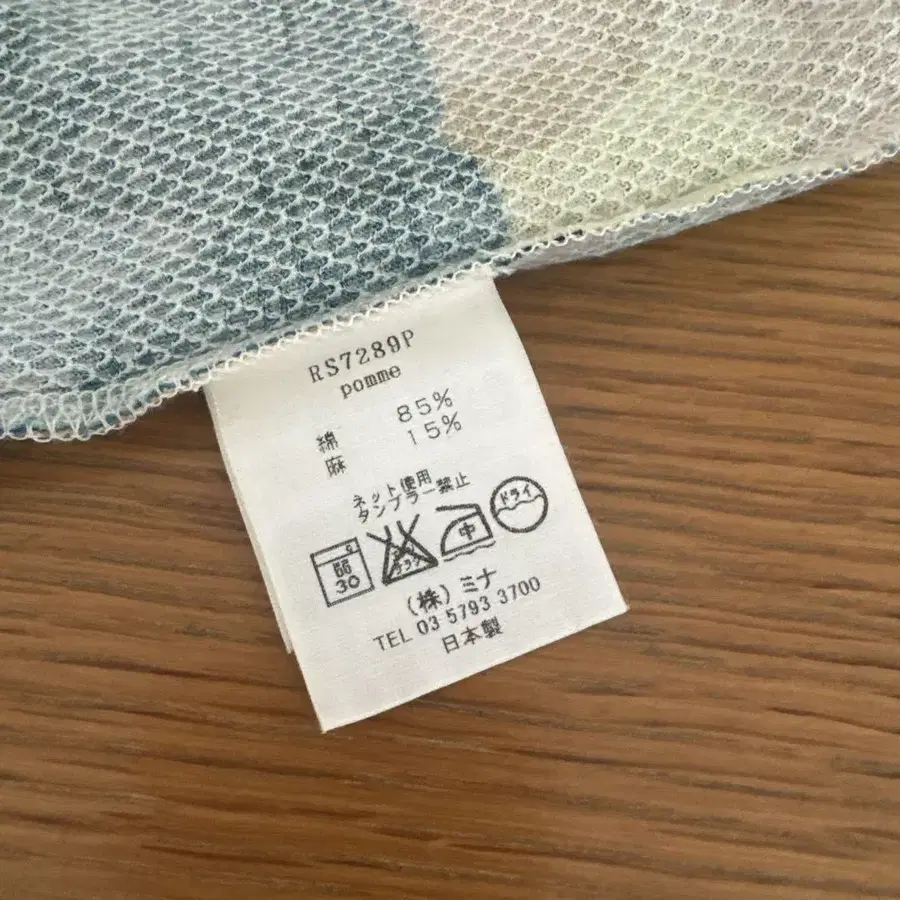 RS7289P
pomme
綿 85%
麻 15%
ネット使用
タンブラー禁止
30 中 ドライ
(株) ミナ
TEL 03 5793 3700
日本製